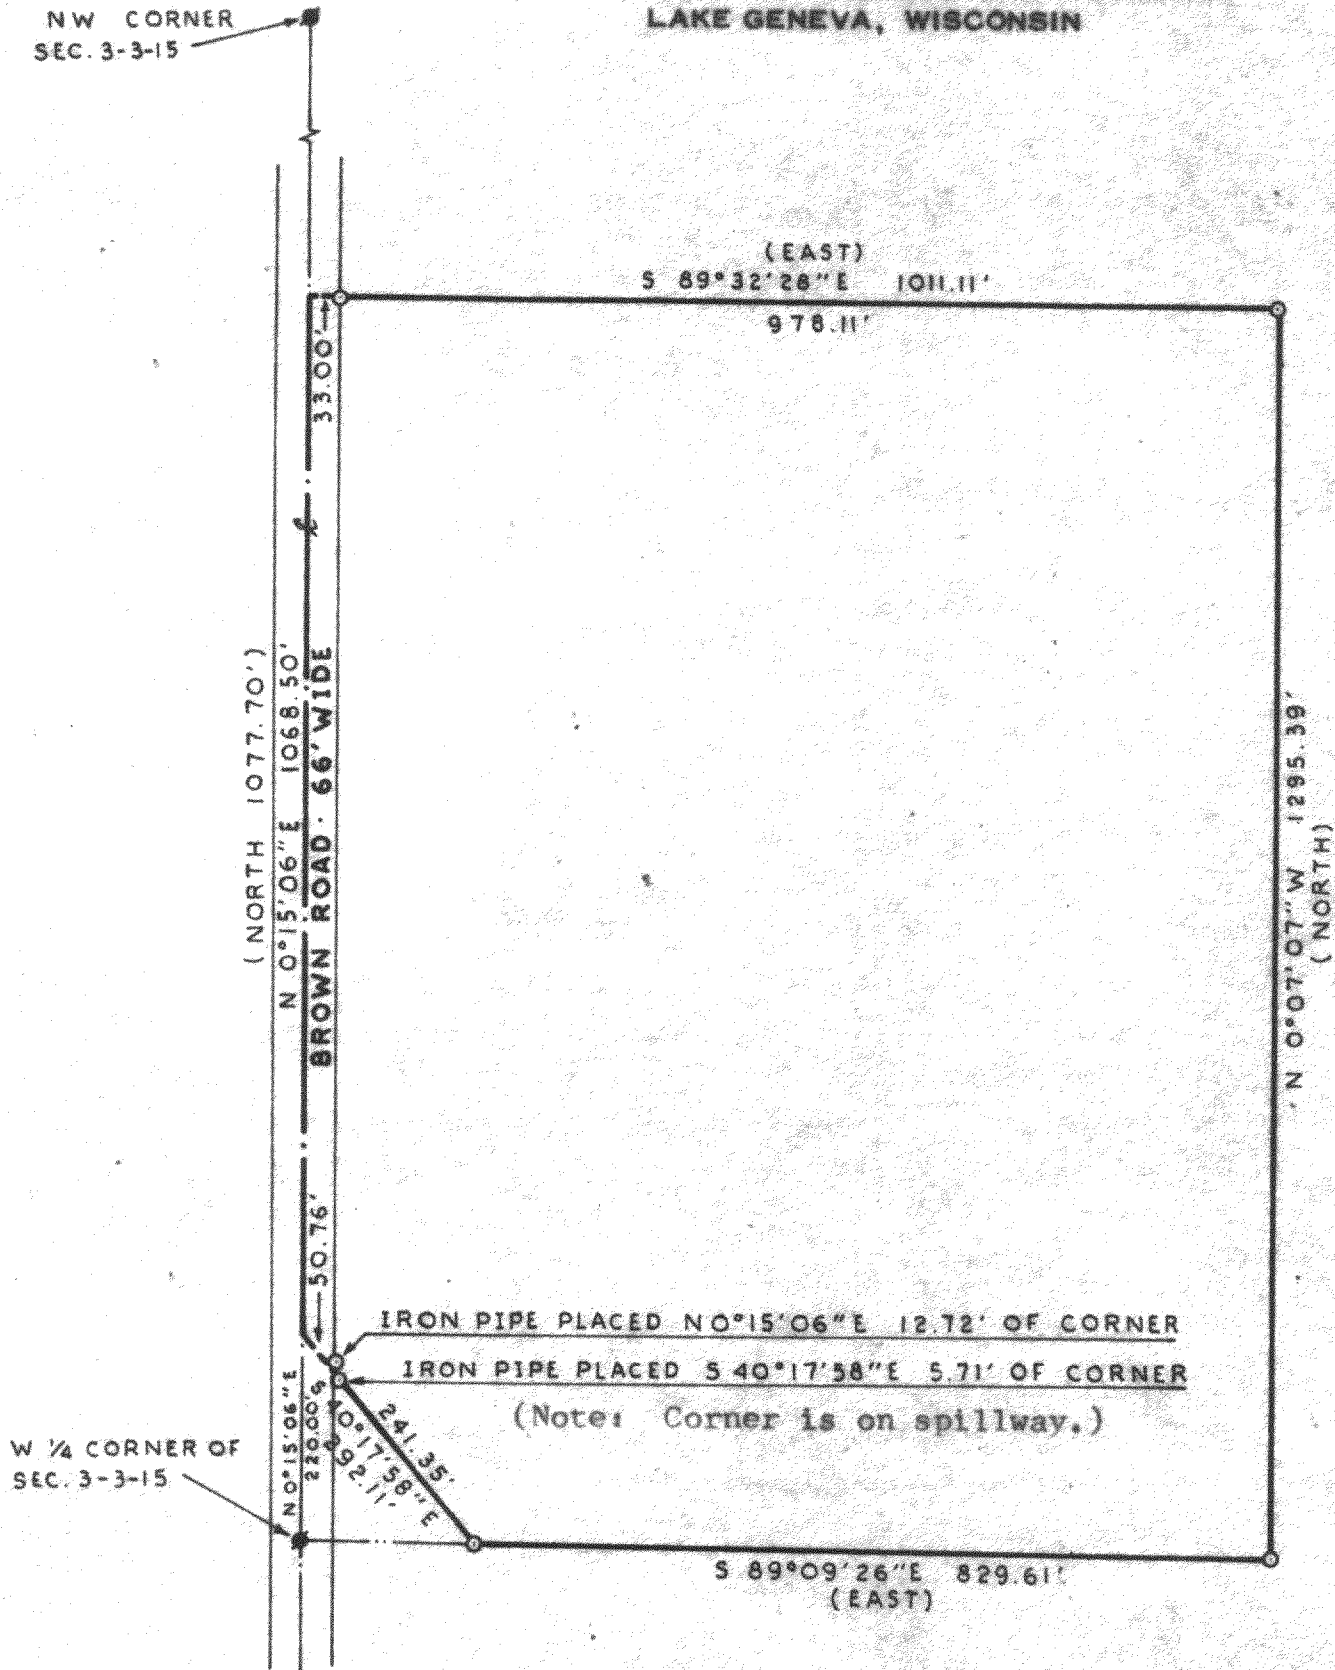 NW CORNER
SEC. 3-3-15
LAKE GENEVA, WISCONSIN
(EAST)
S 89°32'28"E 1011.11'
978.11'
33.00'
(NORTH 1077.70')
N 0°15'06"E 1068.50'
BROWN ROAD · 66' WIDE
N 0°07'07"W 1295.39'
(NORTH)
50.76'
IRON PIPE PLACED N 0°15'06"E 12.72' OF CORNER
IRON PIPE PLACED S 40°17'58"E 5.71' OF CORNER
(Note: Corner is on spillway.)
N 0°15'06"E
220.00'
241.35'
S 40°17'58"E
292.11'
W ¼ CORNER OF
SEC. 3-3-15
S 89°09'26"E 829.61'
(EAST)